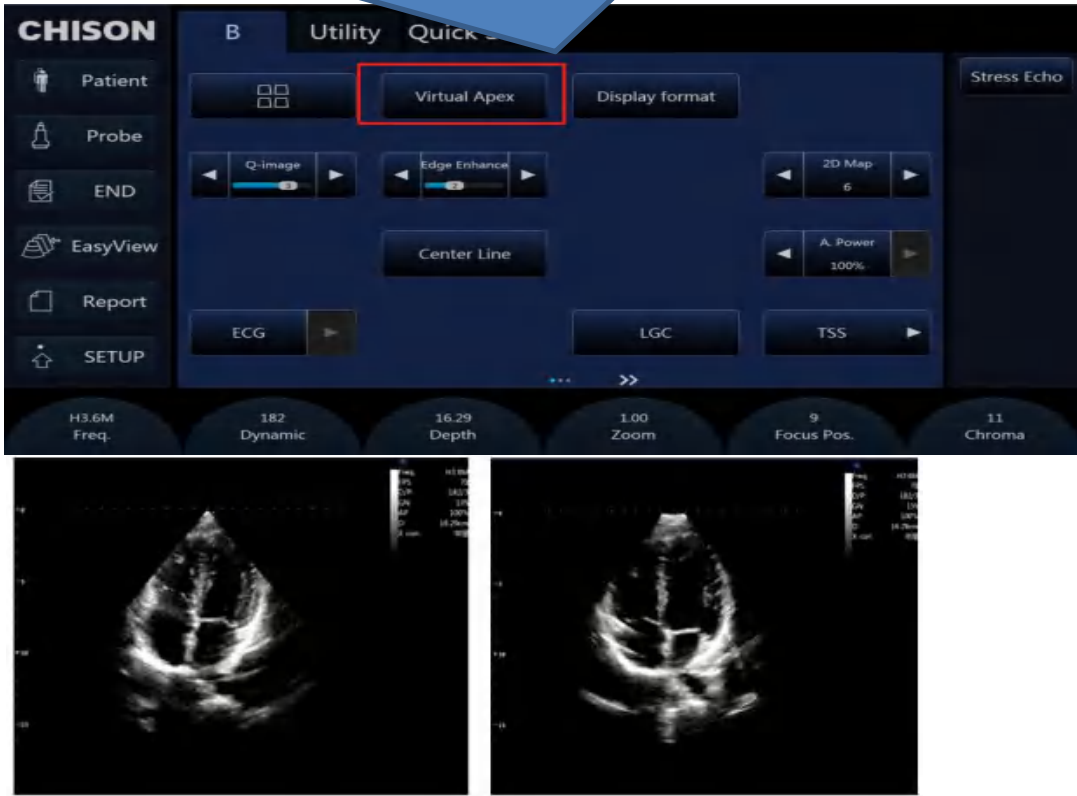 CHISON
B
Utility
Quick
Patient
Virtual Apex
Display format
Stress Echo
Probe
Q-image
3
Edge Enhance
2
2D Map
6
END
EasyView
Center Line
A. Power
100%
Report
ECG
LGC
TSS
SETUP
H3.6M
Freq.
182
Dynamic
16.29
Depth
1.00
Zoom
9
Focus Pos.
11
Chroma